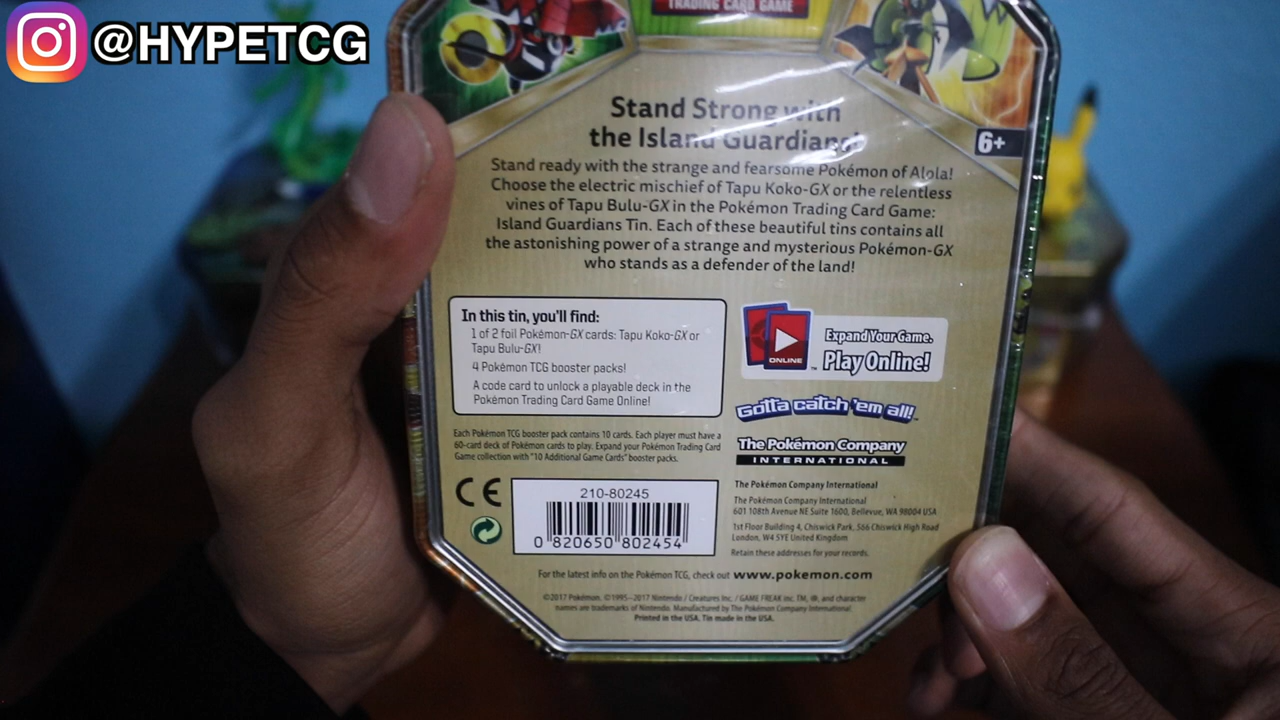 @HYPETCG
TRADING CARD GAME
Stand Strong with
the Island Guardians!
6+
Stand ready with the strange and fearsome Pokémon of Alola!
Choose the electric mischief of Tapu Koko-GX or the relentless
vines of Tapu Bulu-GX in the Pokémon Trading Card Game:
Island Guardians Tin. Each of these beautiful tins contains all
the astonishing power of a strange and mysterious Pokémon-GX
who stands as a defender of the land!
In this tin, you'll find:
1 of 2 foil Pokémon-GX cards: Tapu Koko-GX or
Tapu Bulu-GX!
4 Pokémon TCG booster packs!
A code card to unlock a playable deck in the
Pokémon Trading Card Game Online!
ONLINE™
Expand Your Game.
Play Online!
Gotta catch 'em all!™
The Pokémon Company
INTERNATIONAL
Each Pokémon TCG booster pack contains 10 cards. Each player must have a
60-card deck of Pokémon cards to play. Expand your Pokémon Trading Card
Game collection with "10 Additional Game Cards" booster packs.
CE
210-80245
0 820650 802454
The Pokémon Company International
The Pokémon Company International
601 108th Avenue NE Suite 1600, Bellevue, WA 98004 USA
1st Floor Building 4, Chiswick Park, 566 Chiswick High Road
London, W4 5YE United Kingdom
Retain these addresses for your records.
For the latest info on the Pokémon TCG, check out www.pokemon.com
©2017 Pokémon. ©1995–2017 Nintendo / Creatures Inc. / GAME FREAK inc. TM, ®, and character
names are trademarks of Nintendo. Manufactured by The Pokémon Company International.
Printed in the USA. Tin made in the USA.